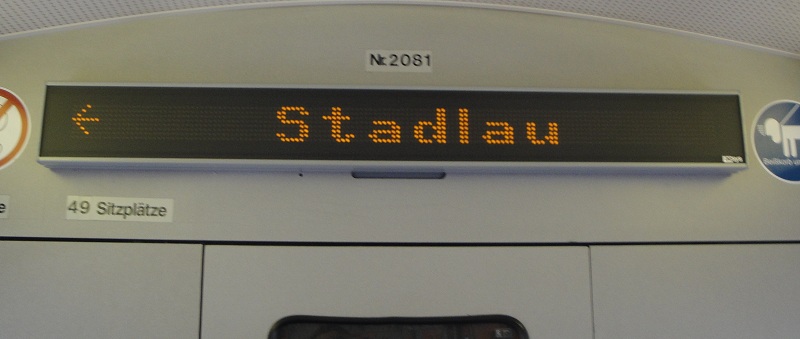 Nr.2081
← Stadlau
49 Sitzplätze